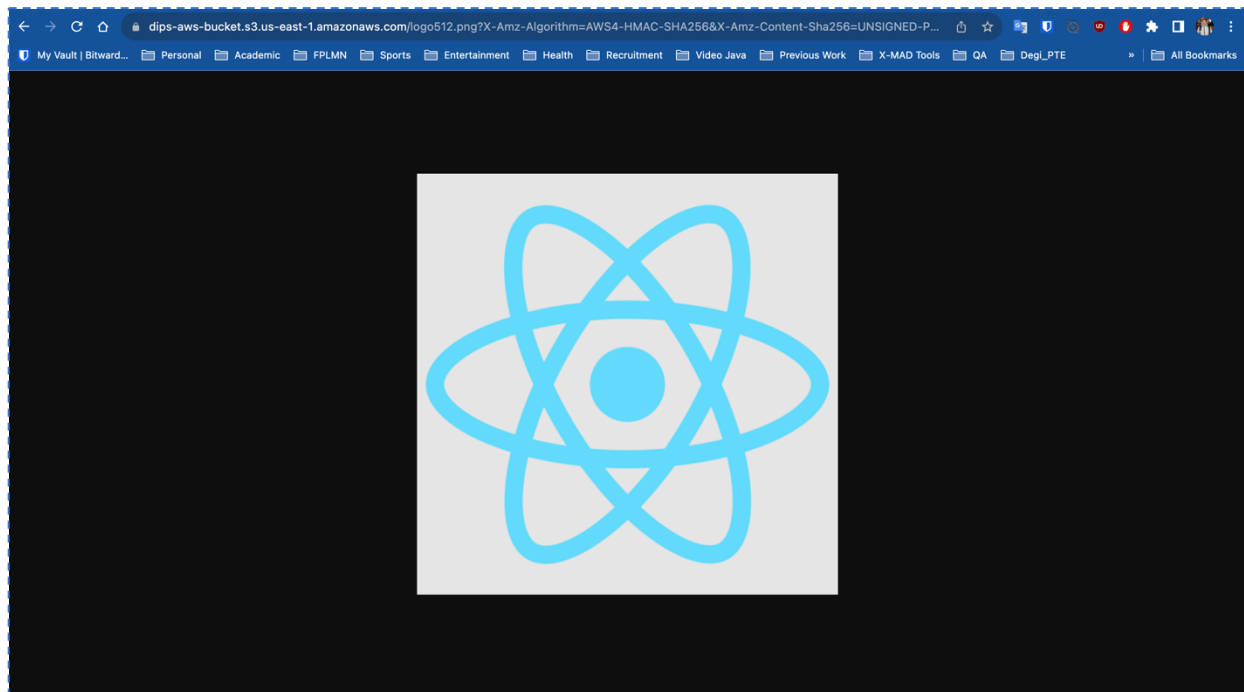 dips-aws-bucket.s3.us-east-1.amazonaws.com/logo512.png?X-Amz-Algorithm=AWS4-HMAC-SHA256&X-Amz-Content-Sha256=UNSIGNED-P...
My Vault | Bitward... Personal Academic FPLMN Sports Entertainment Health Recruitment Video Java Previous Work X-MAD Tools QA Degi_PTE » All Bookmarks